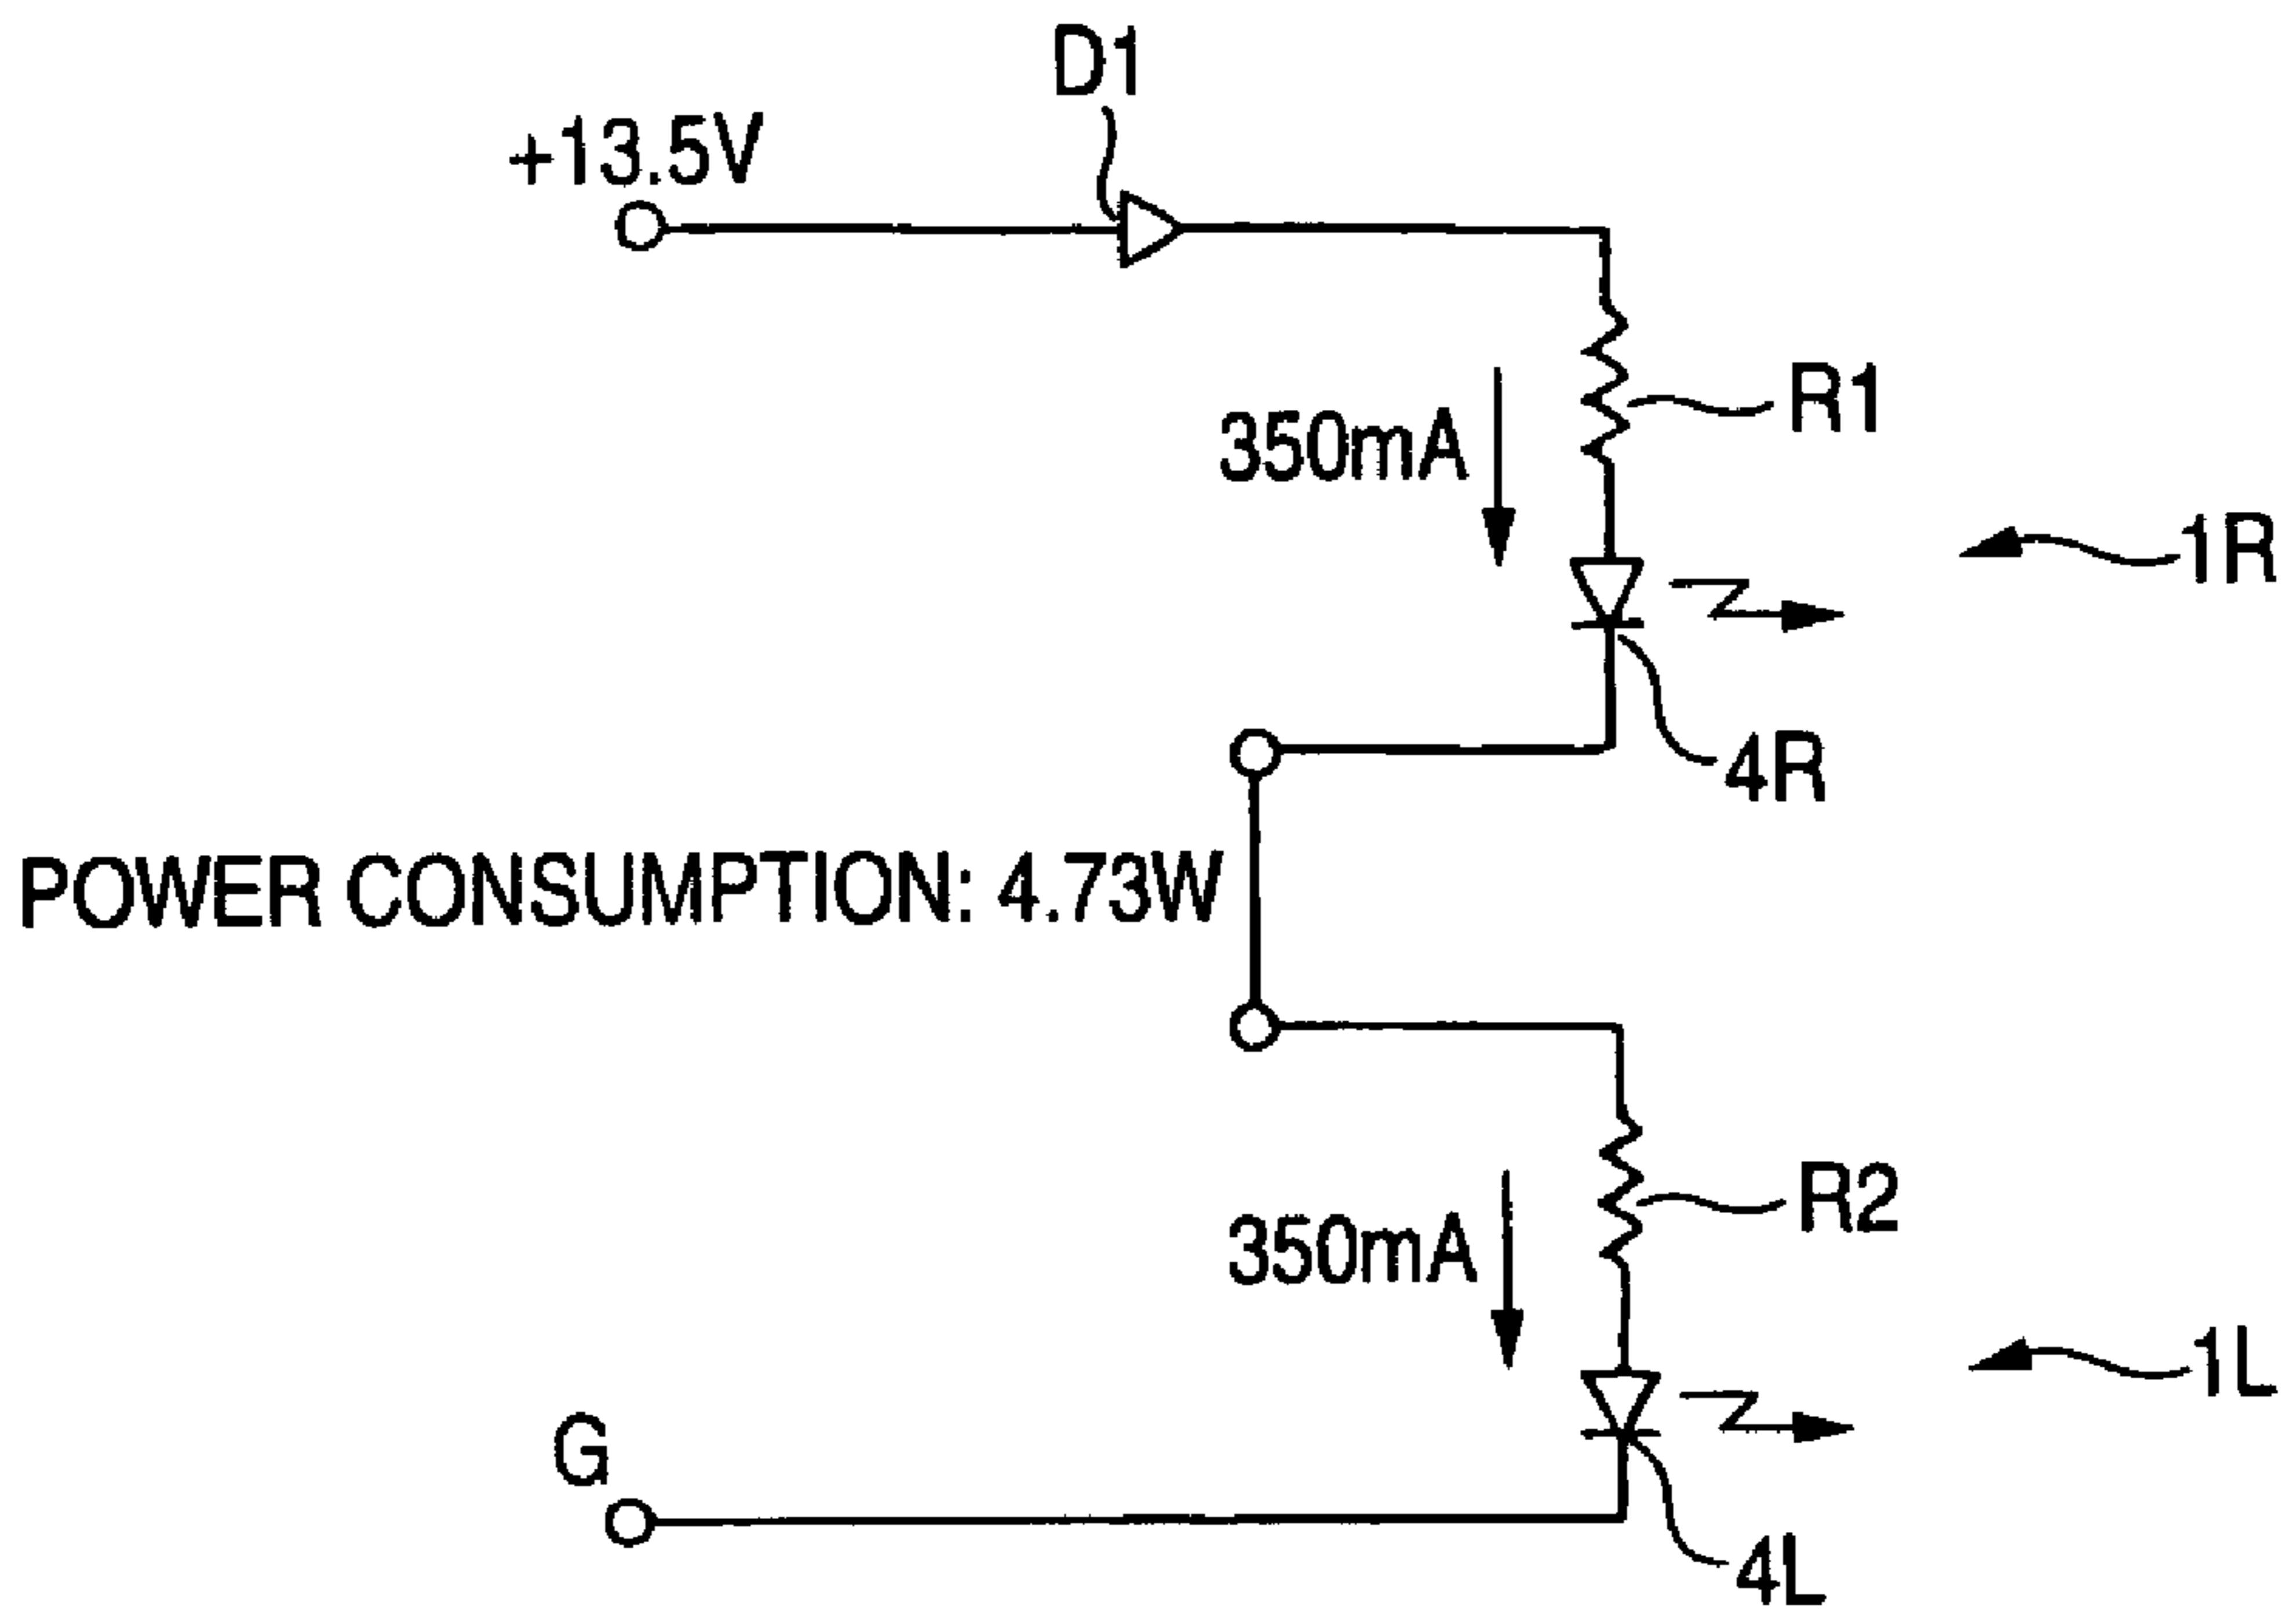 D1
+13.5V
R1
350mA
1R
4R
POWER CONSUMPTION: 4.73W
R2
350mA
1L
G
4L